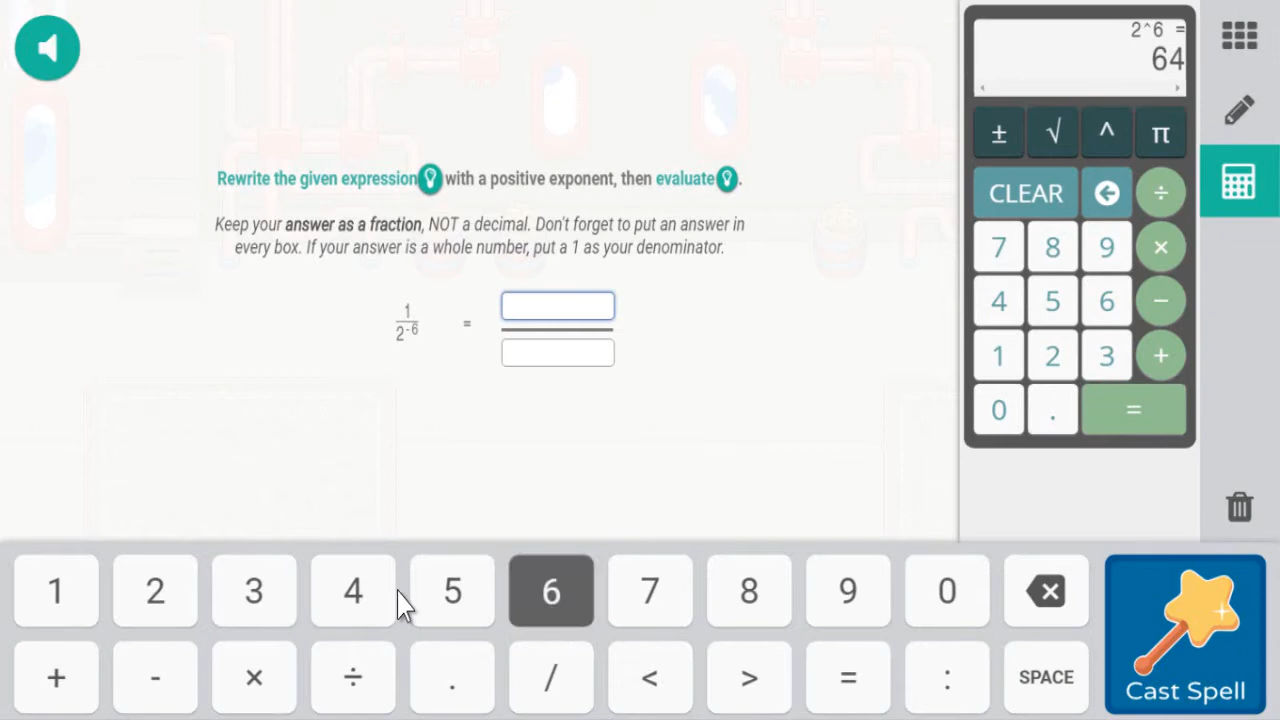 2^6 =
64
± √ ^ π
CLEAR ÷
7 8 9 ×
4 5 6 −
1 2 3 +
0 . =
Rewrite the given expression with a positive exponent, then evaluate.
Keep your answer as a fraction, NOT a decimal. Don't forget to put an answer in
every box. If your answer is a whole number, put a 1 as your denominator.
1
2⁻⁶
=
1 2 3 4 5 6 7 8 9 0
+ - × ÷ . / < > = : SPACE
Cast Spell